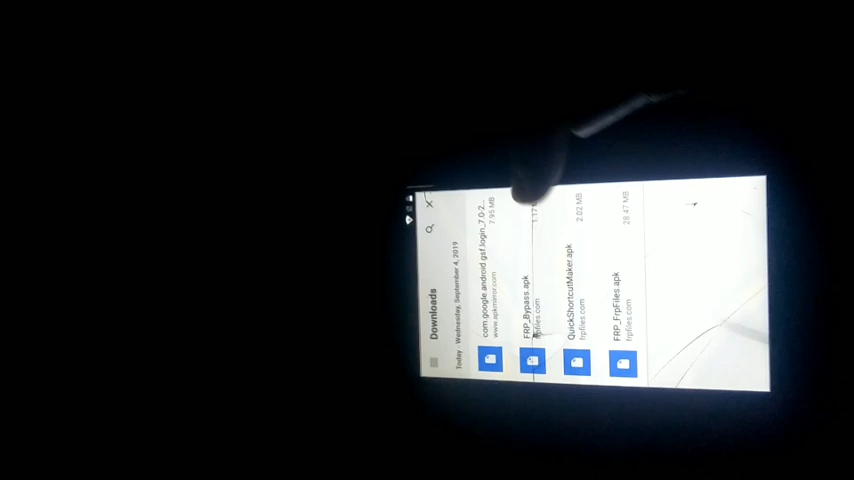 Downloads
Today - Wednesday, September 4, 2019
com.google.android.gsf.login_7.0-2...
www.apkmirror.com 7.95 MB
FRP_Bypass.apk
frpfiles.com
QuickShortcutMaker.apk
frpfiles.com 2.02 MB
FRP_FrpFiles.apk
frpfiles.com 28.47 MB